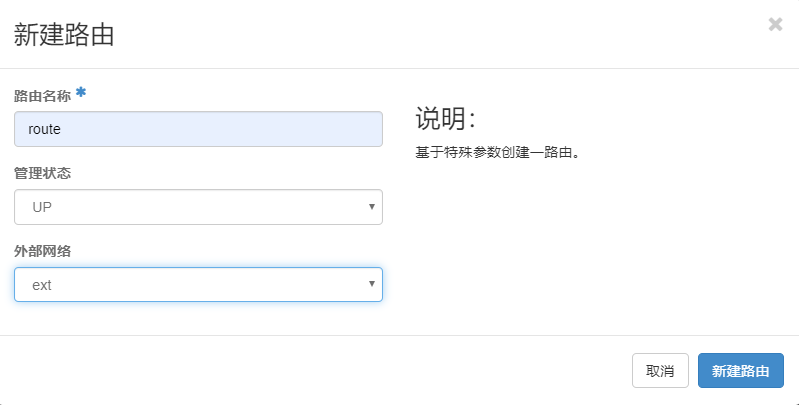 新建路由
×
路由名称 *
route
管理状态
UP
外部网络
ext
说明：
基于特殊参数创建一路由。
取消
新建路由